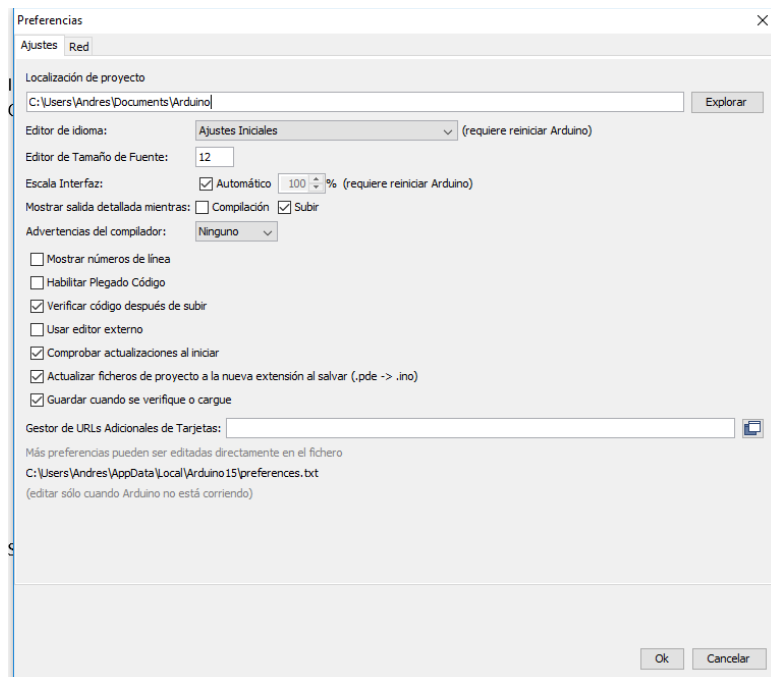 Preferencias
Ajustes Red
Localización de proyecto
C:\Users\Andres\Documents\Arduino
Explorar
Editor de idioma: Ajustes Iniciales (requiere reiniciar Arduino)
Editor de Tamaño de Fuente: 12
Escala Interfaz: Automático 100 % (requiere reiniciar Arduino)
Mostrar salida detallada mientras: Compilación Subir
Advertencias del compilador: Ninguno
Mostrar números de línea
Habilitar Plegado Código
Verificar código después de subir
Usar editor externo
Comprobar actualizaciones al iniciar
Actualizar ficheros de proyecto a la nueva extensión al salvar (.pde -> .ino)
Guardar cuando se verifique o cargue
Gestor de URLs Adicionales de Tarjetas:
Más preferencias pueden ser editadas directamente en el fichero
C:\Users\Andres\AppData\Local\Arduino15\preferences.txt
(editar sólo cuando Arduino no está corriendo)
Ok Cancelar